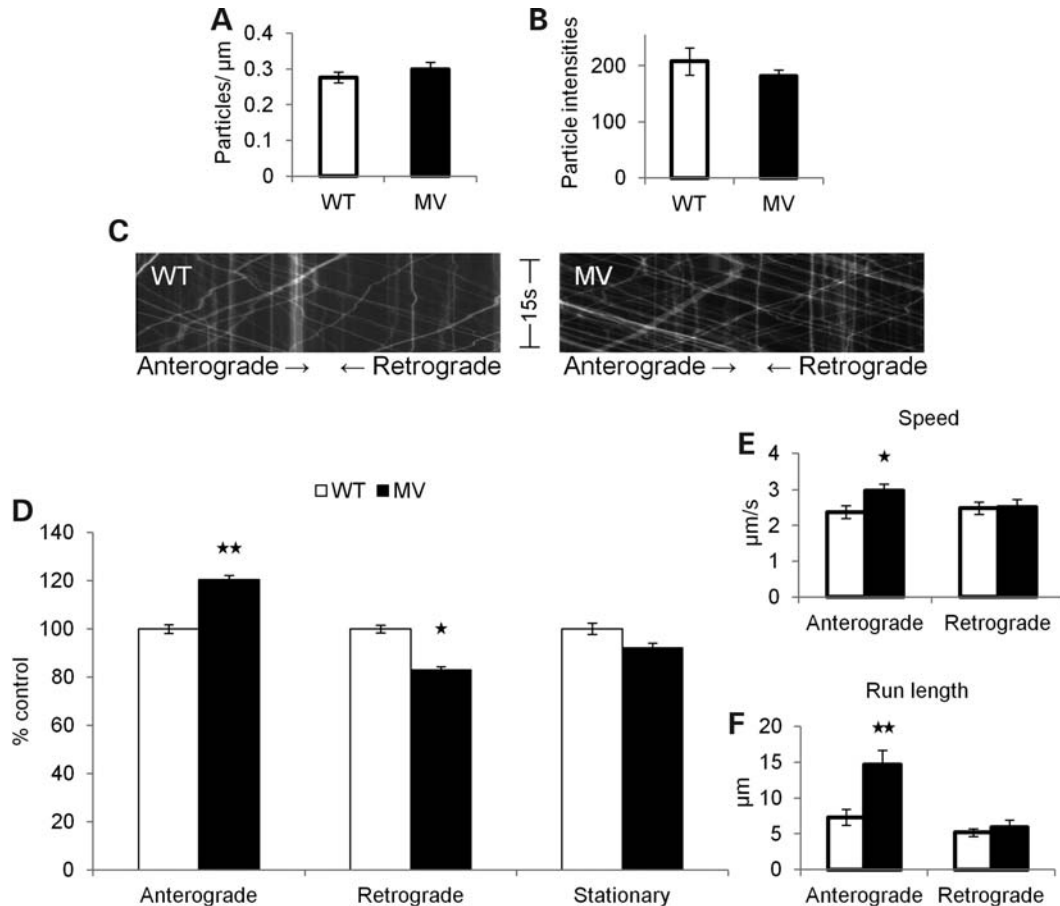 A
Particles/ µm
0.4
0.3
0.2
0.1
0
WT
MV
B
Particle intensities
200
100
0
WT
MV
C
WT
15s
MV
Anterograde →
← Retrograde
Anterograde →
← Retrograde
D
WT MV
% control
140
120
100
80
60
40
20
0
★★
★
Anterograde
Retrograde
Stationary
Speed
E
µm/s
4
3
2
1
0
★
Anterograde
Retrograde
Run length
F
µm
20
15
10
5
0
★★
Anterograde
Retrograde